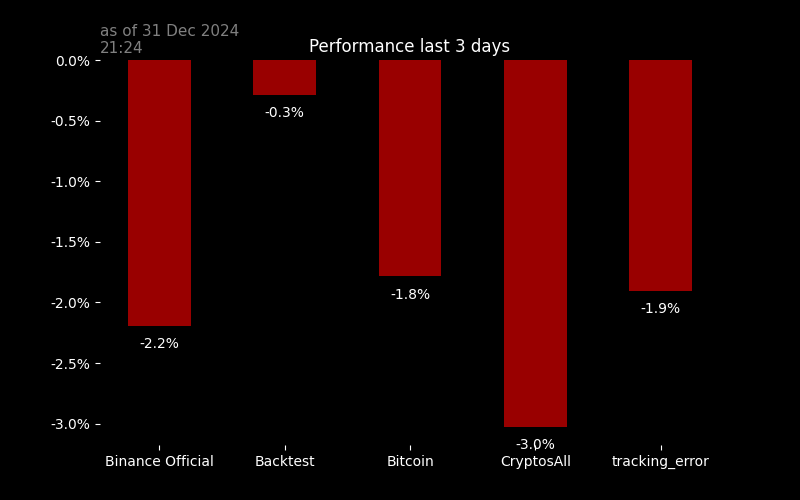 as of 31 Dec 2024
21:24
Performance last 3 days
0.0%
-0.5%
-1.0%
-1.5%
-2.0%
-2.5%
-3.0%
-2.2%
-0.3%
-1.8%
-3.0%
-1.9%
Binance Official
Backtest
Bitcoin
CryptosAll
tracking_error